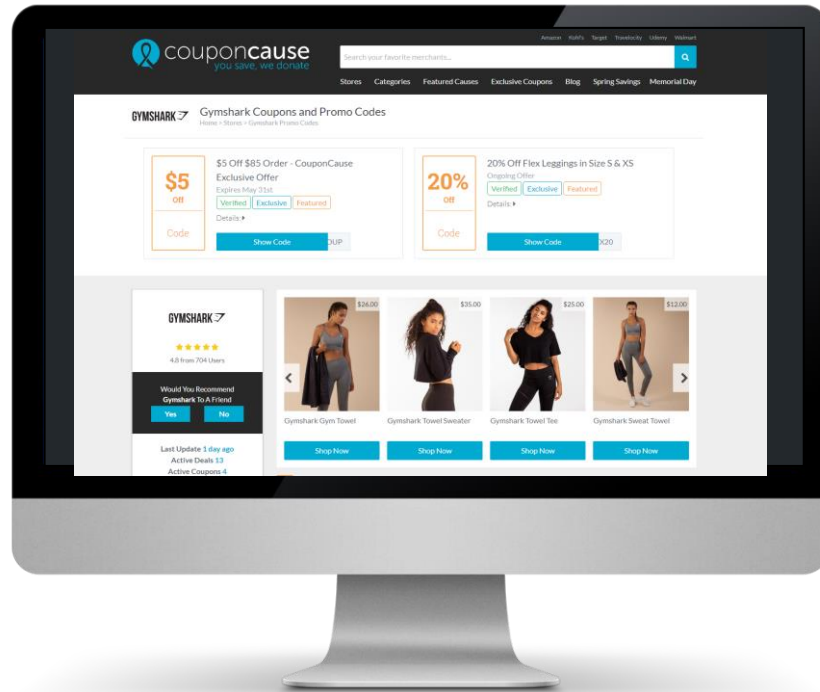 Amazon Kohl's Target Travelocity Udemy Walmart
couponcause
you save, we donate
Search your favorite merchants...
Stores Categories Featured Causes Exclusive Coupons Blog Spring Savings Memorial Day
GYMSHARK
Gymshark Coupons and Promo Codes
Home > Stores > Gymshark Promo Codes
$5
Off
Code
$5 Off $85 Order - CouponCause
Exclusive Offer
Expires May 31st
Verified Exclusive Featured
Details:
Show Code OUP
20%
Off
Code
20% Off Flex Leggings in Size S & XS
Ongoing Offer
Verified Exclusive Featured
Details:
Show Code X20
GYMSHARK
4.8 from 704 Users
Would You Recommend
Gymshark To A Friend
Yes No
Last Update 1 day ago
Active Deals 13
Active Coupons 4
$26.00 $35.00 $25.00 $12.00
Gymshark Gym Towel Gymshark Towel Sweater Gymshark Towel Tee Gymshark Sweat Towel
Shop Now Shop Now Shop Now Shop Now